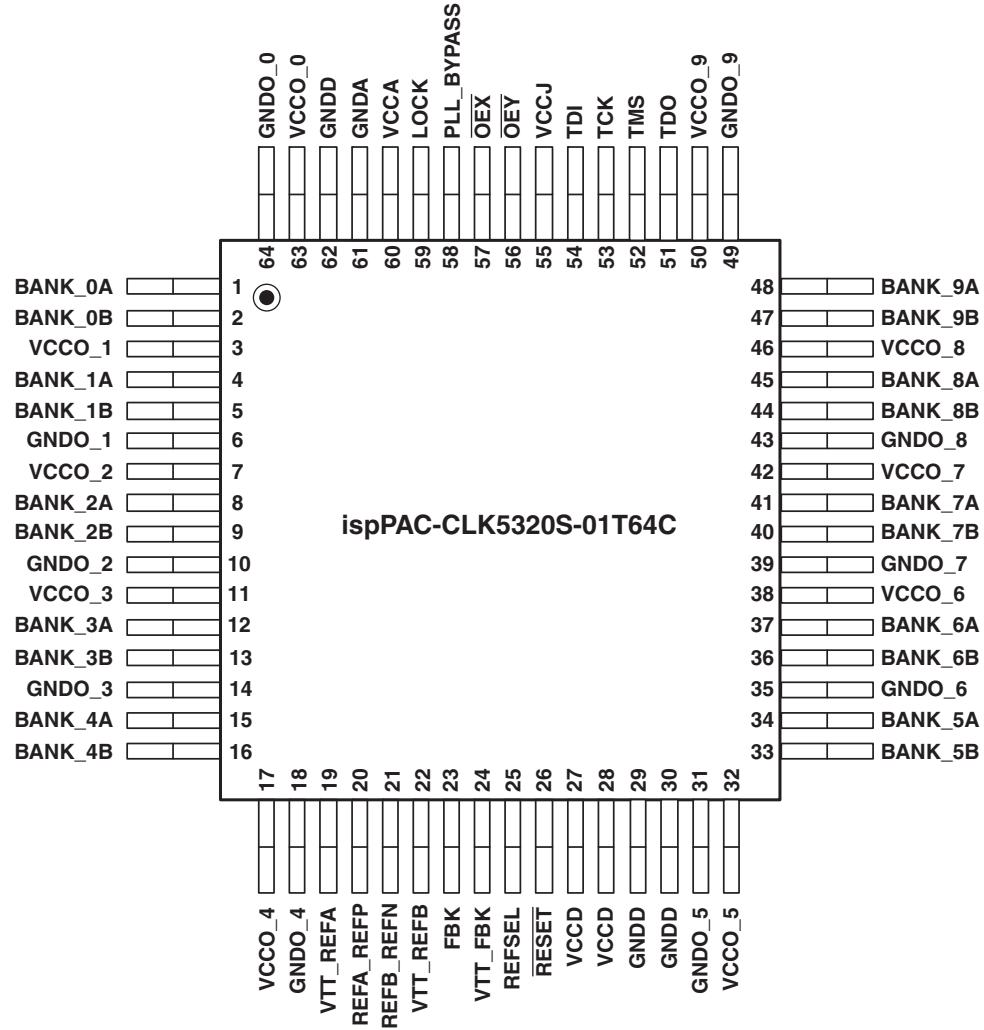 GNDO_0
VCCO_0
GNDD
GNDA
VCCA
LOCK
PLL_BYPASS
OEX
OEY
VCCJ
TDI
TCK
TMS
TDO
VCCO_9
GNDO_9
64
63
62
61
60
59
58
57
56
55
54
53
52
51
50
49
BANK_0A 1
BANK_0B 2
VCCO_1 3
BANK_1A 4
BANK_1B 5
GNDO_1 6
VCCO_2 7
BANK_2A 8
BANK_2B 9
GNDO_2 10
VCCO_3 11
BANK_3A 12
BANK_3B 13
GNDO_3 14
BANK_4A 15
BANK_4B 16
ispPAC-CLK5320S-01T64C
48 BANK_9A
47 BANK_9B
46 VCCO_8
45 BANK_8A
44 BANK_8B
43 GNDO_8
42 VCCO_7
41 BANK_7A
40 BANK_7B
39 GNDO_7
38 VCCO_6
37 BANK_6A
36 BANK_6B
35 GNDO_6
34 BANK_5A
33 BANK_5B
17
18
19
20
21
22
23
24
25
26
27
28
29
30
31
32
VCCO_4
GNDO_4
VTT_REFA
REFA_REFP
REFB_REFN
VTT_REFB
FBK
VTT_FBK
REFSEL
RESET
VCCD
VCCD
GNDD
GNDD
GNDO_5
VCCO_5